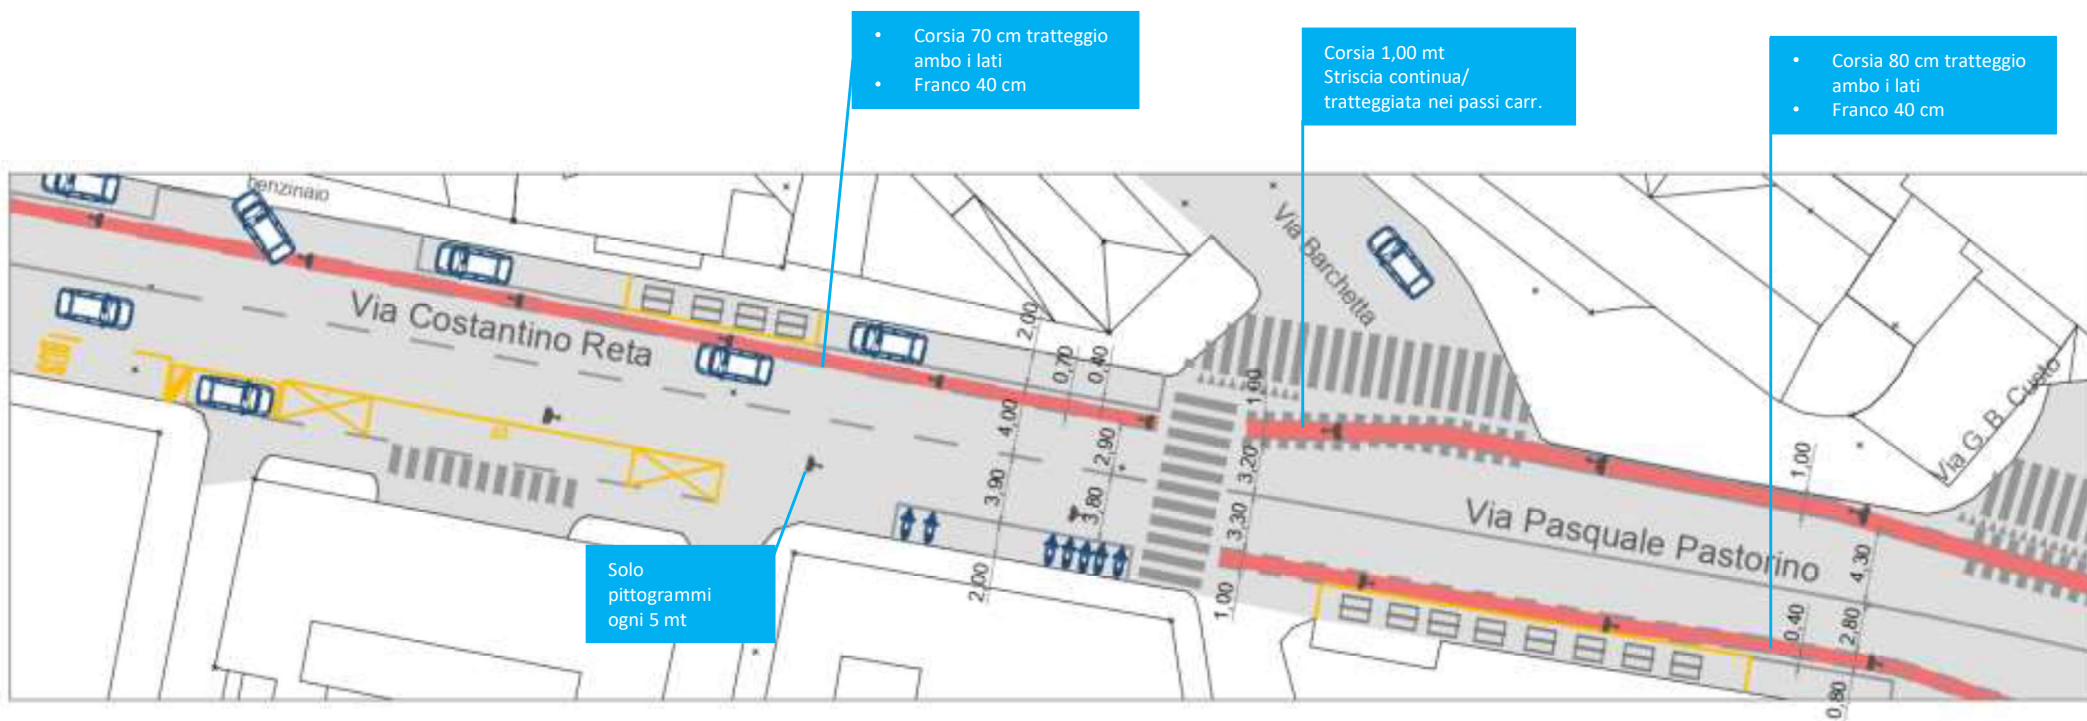 • Corsia 70 cm tratteggio
ambo i lati
• Franco 40 cm
Corsia 1,00 mt
Striscia continua/
tratteggiata nei passi carr.
• Corsia 80 cm tratteggio
ambo i lati
• Franco 40 cm
benzinaio
Via Costantino Reta
Via Barchetta
Via G. B. Custo
Via Pasquale Pastorino
2,00
0,70
0,40
4,00
2,90
3,90
3,80
2,00
1,00
3,20
3,30
1,00
1,00
4,30
0,40
2,80
0,80
Solo
pittogrammi
ogni 5 mt